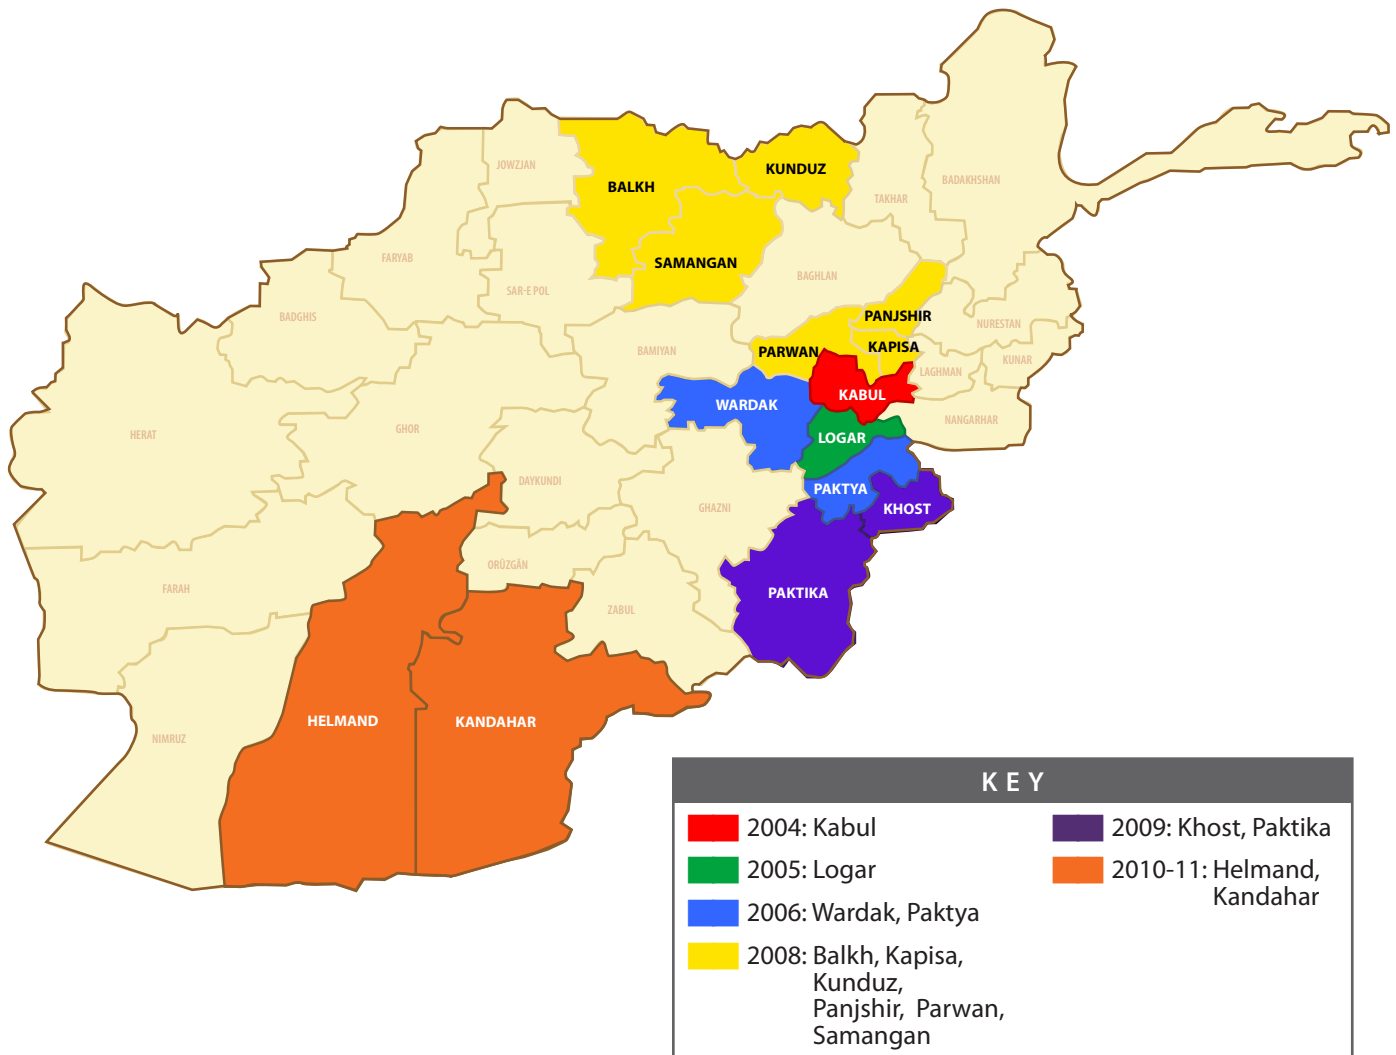 JOWZJAN
BALKH
KUNDUZ
TAKHAR
BADAKHSHAN
FARYAB
SAR-E POL
SAMANGAN
BAGHLAN
BADGHIS
PANJSHIR
NURESTAN
BAMIYAN
PARWAN
KAPISA
LAGHMAN
KUNAR
HERAT
GHOR
WARDAK
KABUL
NANGARHAR
LOGAR
DAYKUNDI
GHAZNI
PAKTYA
KHOST
FARAH
ORŪZGĀN
ZABUL
PAKTIKA
NIMRUZ
HELMAND
KANDAHAR
KEY
2004: Kabul
2005: Logar
2006: Wardak, Paktya
2008: Balkh, Kapisa,
Kunduz,
Panjshir, Parwan,
Samangan
2009: Khost, Paktika
2010-11: Helmand,
Kandahar